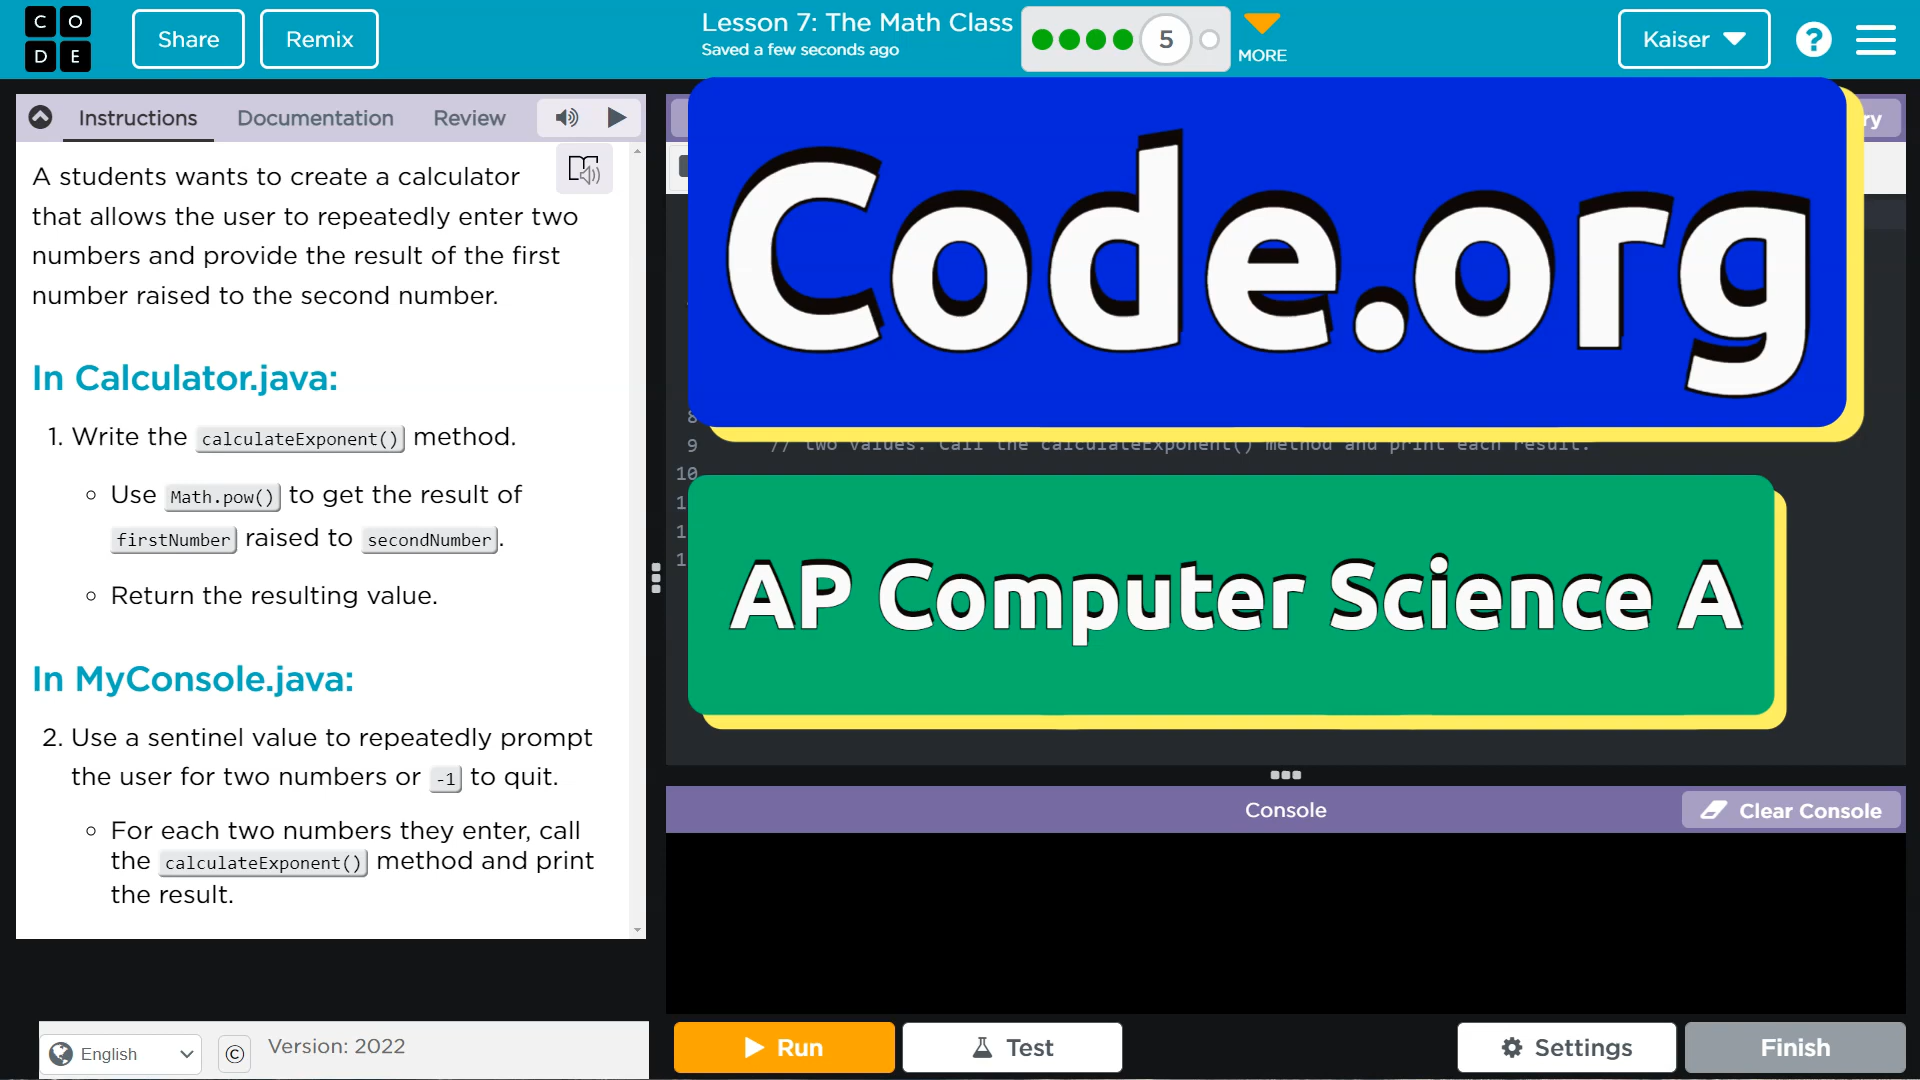 C O D E
Share
Remix
Lesson 7: The Math Class
Saved a few seconds ago
5
MORE
Kaiser
?
Instructions
Documentation
Review
A students wants to create a calculator
that allows the user to repeatedly enter two
numbers and provide the result of the first
number raised to the second number.
In Calculator.java:
1. Write the calculateExponent() method.
Use Math.pow() to get the result of
firstNumber raised to secondNumber.
Return the resulting value.
In MyConsole.java:
2. Use a sentinel value to repeatedly prompt
the user for two numbers or -1 to quit.
For each two numbers they enter, call
the calculateExponent() method and print
the result.
English
©
Version: 2022
Code.org
8
9 // two values. Call the calculateExponent() method and print each result.
10
AP Computer Science A
Console
Clear Console
Run
Test
Settings
Finish